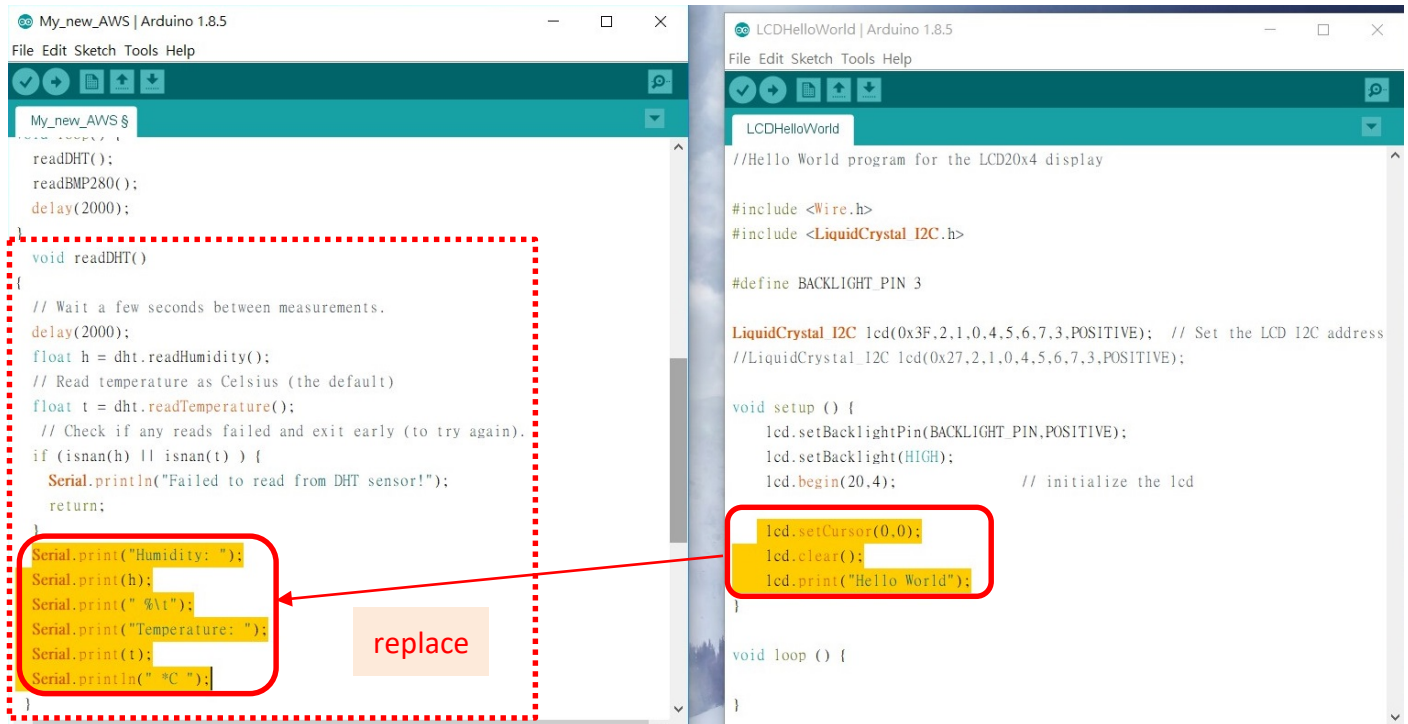 My_new_AWS | Arduino 1.8.5
File Edit Sketch Tools Help
My_new_AWS §
void loop() {
readDHT();
readBMP280();
delay(2000);
}
void readDHT()
{
// Wait a few seconds between measurements.
delay(2000);
float h = dht.readHumidity();
// Read temperature as Celsius (the default)
float t = dht.readTemperature();
// Check if any reads failed and exit early (to try again).
if (isnan(h) || isnan(t) ) {
Serial.println("Failed to read from DHT sensor!");
return;
}
Serial.print("Humidity: ");
Serial.print(h);
Serial.print(" %\t");
Serial.print("Temperature: ");
Serial.print(t);
Serial.println(" *C ");
}
replace
LCDHelloWorld | Arduino 1.8.5
File Edit Sketch Tools Help
LCDHelloWorld
//Hello World program for the LCD20x4 display
#include <Wire.h>
#include <LiquidCrystal_I2C.h>
#define BACKLIGHT_PIN 3
LiquidCrystal_I2C lcd(0x3F,2,1,0,4,5,6,7,3,POSITIVE); // Set the LCD I2C address
//LiquidCrystal_I2C lcd(0x27,2,1,0,4,5,6,7,3,POSITIVE);
void setup () {
lcd.setBacklightPin(BACKLIGHT_PIN,POSITIVE);
lcd.setBacklight(HIGH);
lcd.begin(20,4); // initialize the lcd
lcd.setCursor(0,0);
lcd.clear();
lcd.print("Hello World");
}
void loop () {
}